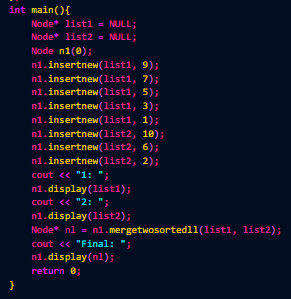 int main(){
    Node* list1 = NULL;
    Node* list2 = NULL;
    Node n1(0);
    n1.insertnew(list1, 9);
    n1.insertnew(list1, 7);
    n1.insertnew(list1, 5);
    n1.insertnew(list1, 3);
    n1.insertnew(list1, 1);
    n1.insertnew(list2, 10);
    n1.insertnew(list2, 6);
    n1.insertnew(list2, 2);
    cout << "1: ";
    n1.display(list1);
    cout << "2: ";
    n1.display(list2);
    Node* nl = n1.mergetwosortedll(list1, list2);
    cout << "Final: ";
    n1.display(nl);
    return 0;
}